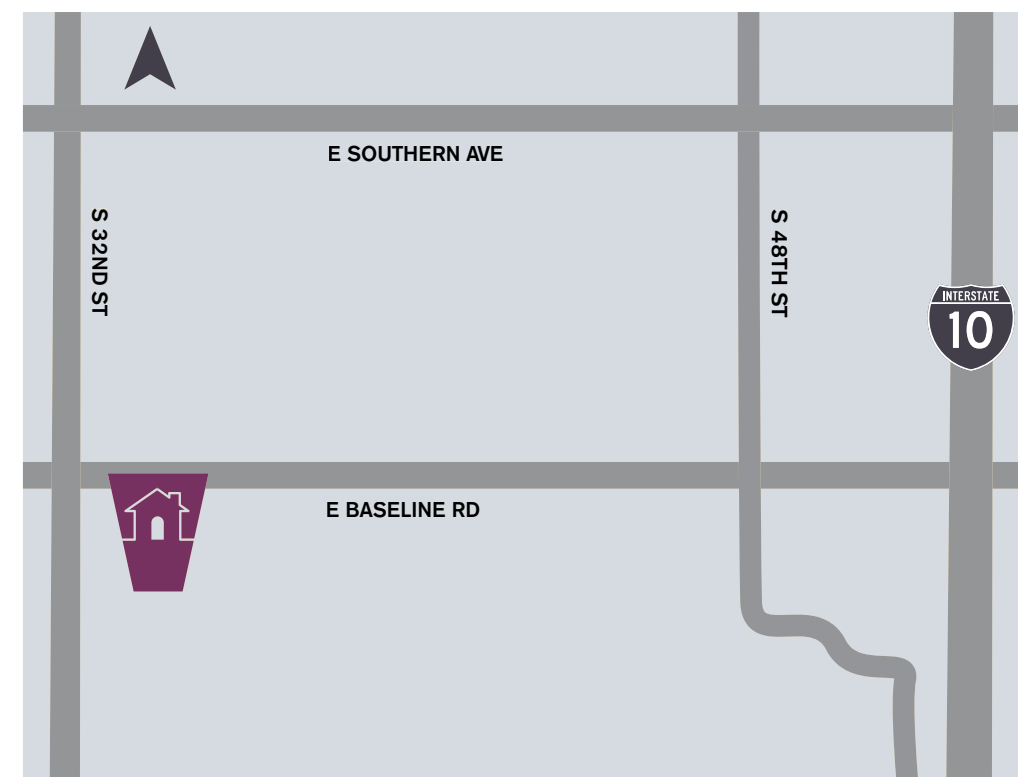 E SOUTHERN AVE
S 32ND ST
S 48TH ST
INTERSTATE
10
E BASELINE RD